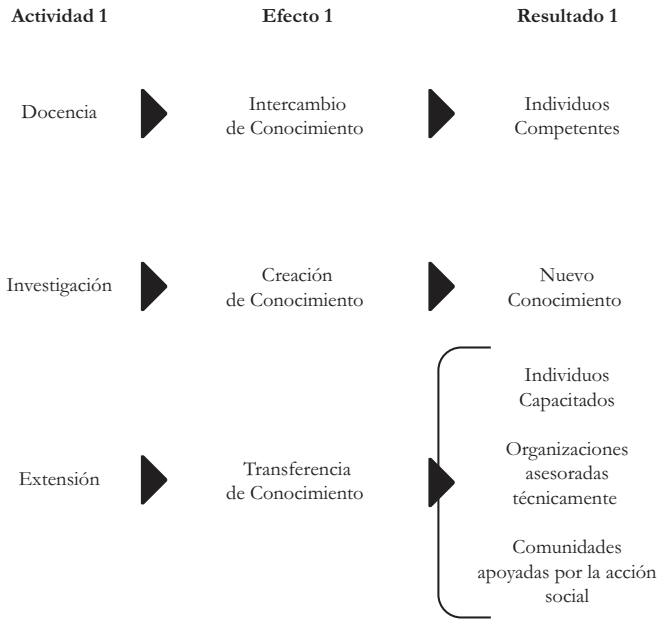 Actividad 1
Efecto 1
Resultado 1
Docencia
Intercambio
de Conocimiento
Individuos
Competentes
Investigación
Creación
de Conocimiento
Nuevo
Conocimiento
Extensión
Transferencia
de Conocimiento
Individuos
Capacitados
Organizaciones
asesoradas
técnicamente
Comunidades
apoyadas por la acción
social